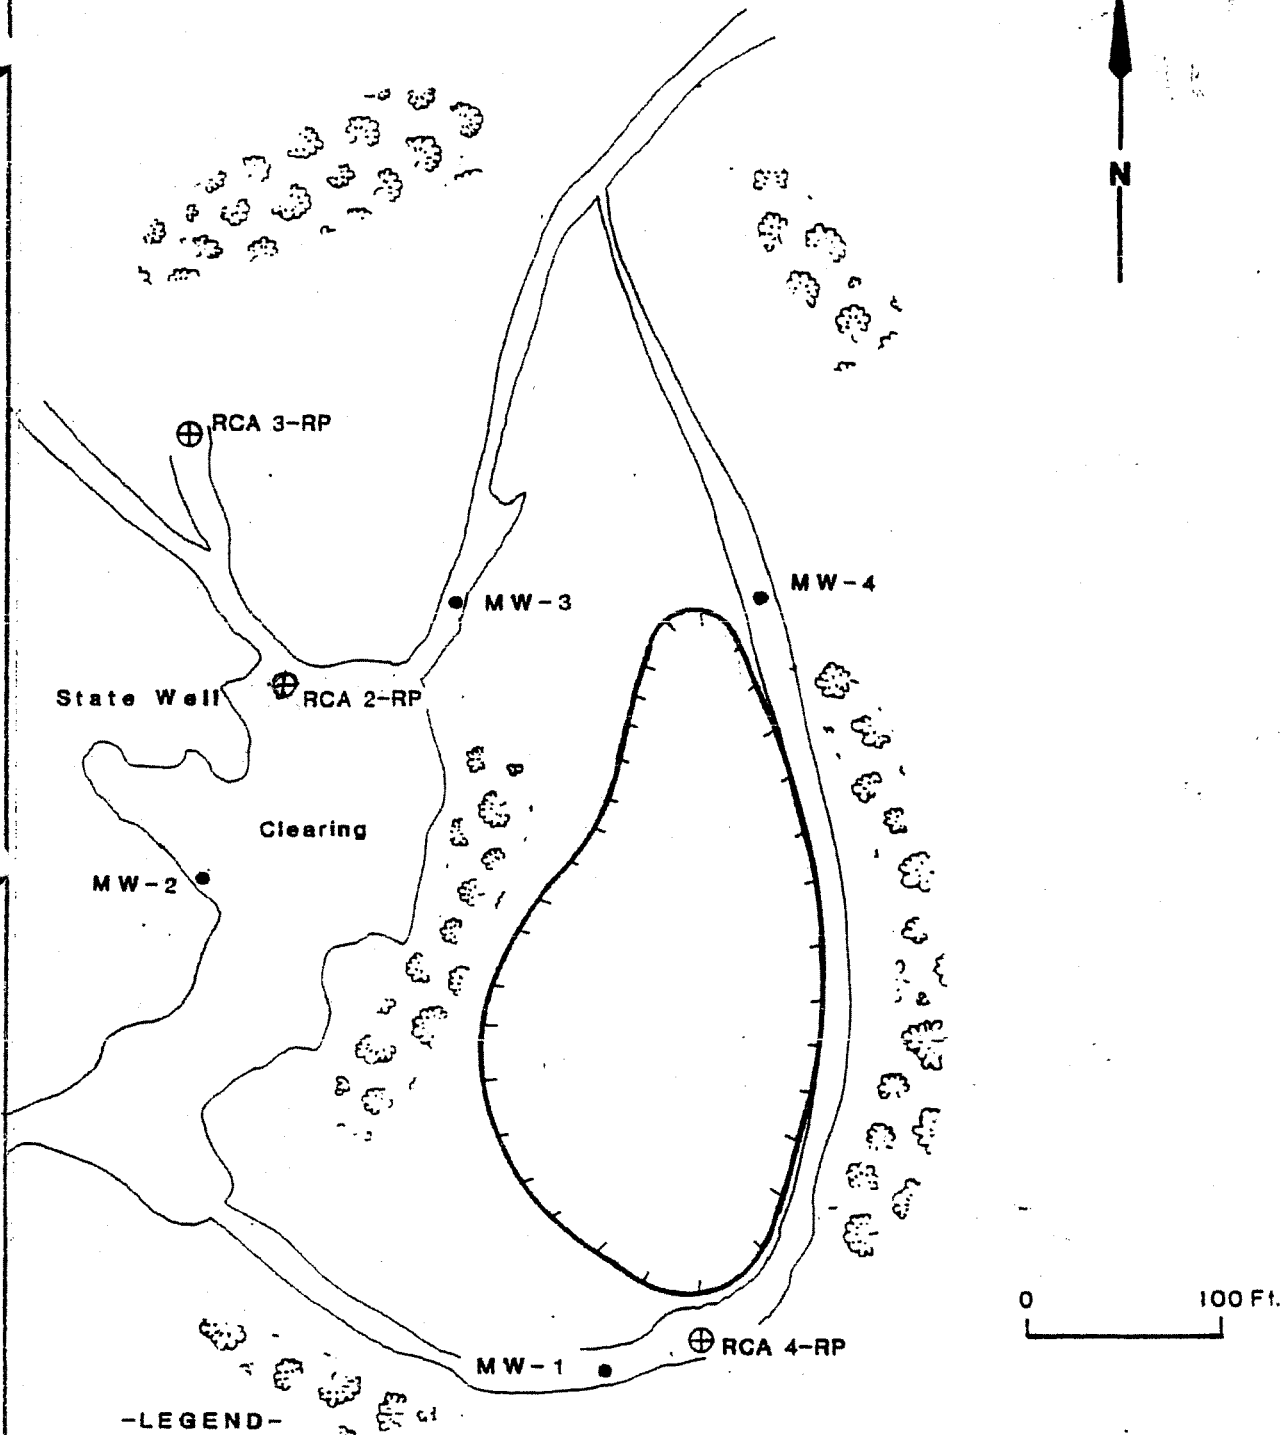 N
RCA 3-RP
MW-4
MW-3
State Well
RCA 2-RP
Clearing
MW-2
0 100 Ft.
RCA 4-RP
MW-1
-LEGEND-